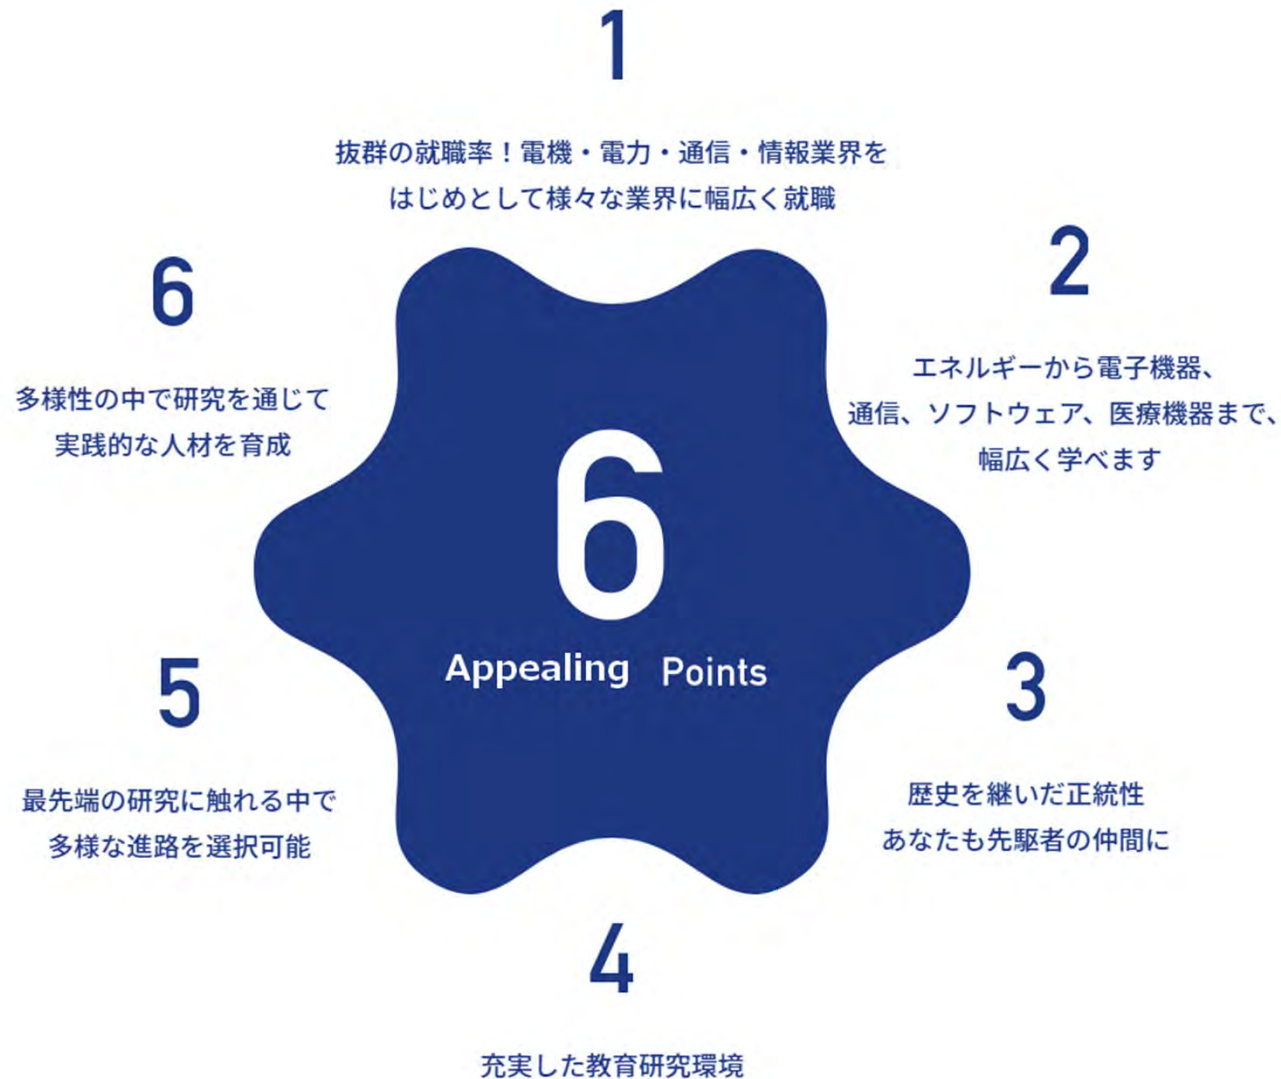 1
抜群の就職率！電機・電力・通信・情報業界を
はじめとして様々な業界に幅広く就職
2
エネルギーから電子機器、
通信、ソフトウェア、医療機器まで、
幅広く学べます
3
歴史を継いだ正統性
あなたも先駆者の仲間に
4
充実した教育研究環境
5
最先端の研究に触れる中で
多様な進路を選択可能
6
多様性の中で研究を通じて
実践的な人材を育成
6
Appealing Points